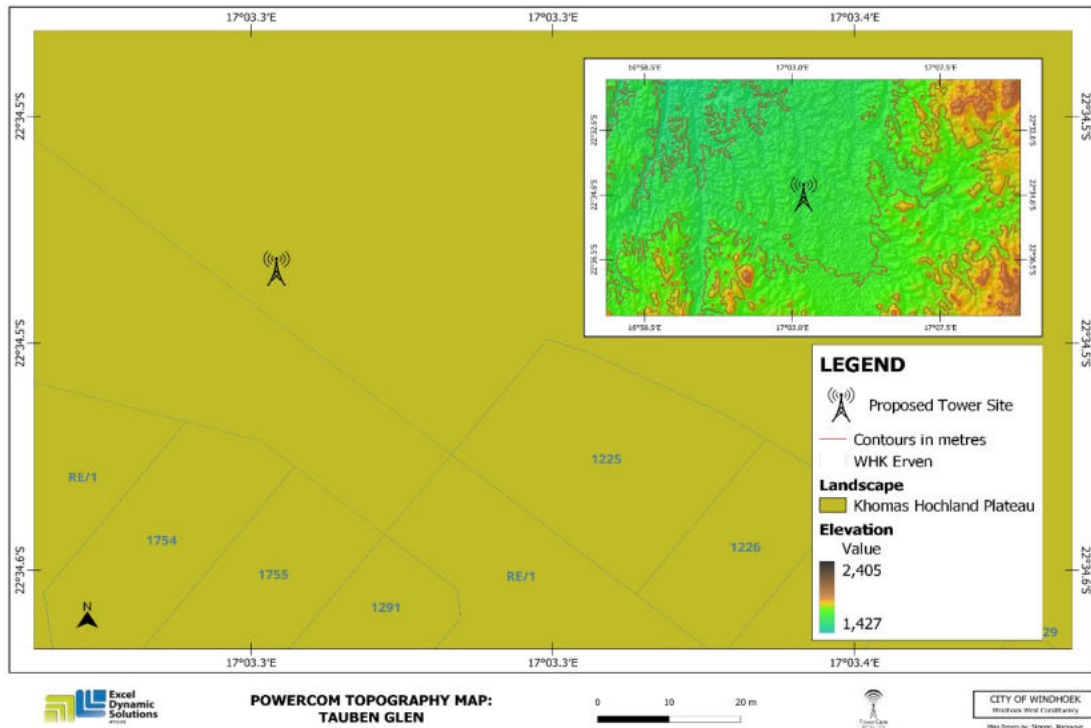 17°03.3'E 17°03.3'E 17°03.4'E
22°34.5'S
22°34.5'S
22°34.6'S
16°58.5'E 17°03.0'E 17°07.5'E
22°32.6'S 22°32.6'S
22°34.6'S 22°34.6'S
22°36.5'S 22°36.5'S
16°58.5'E 17°03.0'E 17°07.5'E
22°34.5'S
22°34.5'S
22°34.6'S
LEGEND
Proposed Tower Site
Contours in metres
WHK Erven
Landscape
Khomas Hochland Plateau
Elevation
Value
2,405
1,427
1225
RE/1
1754
1226
1755
RE/1
1291
29
N
17°03.3'E 17°03.3'E 17°03.4'E
Excel
Dynamic
Solutions
POWERCOM TOPOGRAPHY MAP:
TAUBEN GLEN
0 10 20 m
CITY OF WINDHOEK
Windhoek West Constituency